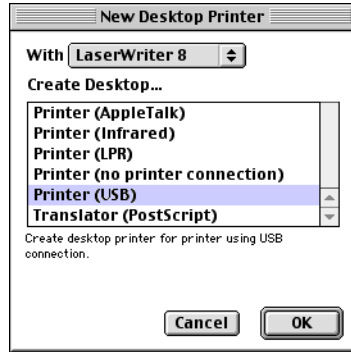 New Desktop Printer
With LaserWriter 8
Create Desktop...
Printer (AppleTalk)
Printer (Infrared)
Printer (LPR)
Printer (no printer connection)
Printer (USB)
Translator (PostScript)
Create desktop printer for printer using USB
connection.
Cancel OK